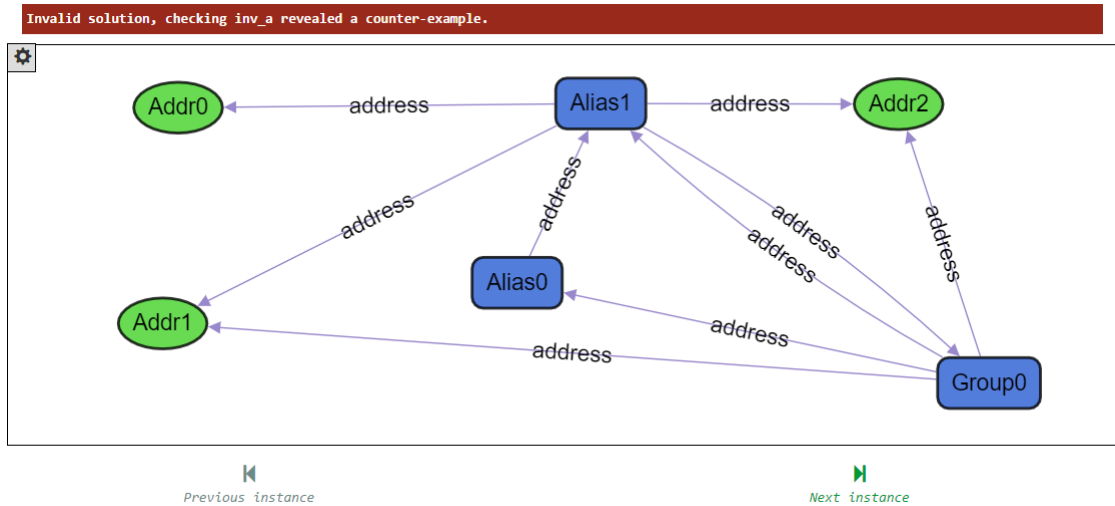 Invalid solution, checking inv_a revealed a counter-example.
Addr0
address
Alias1
address
Addr2
address
address
address
address
address
Alias0
Addr1
address
address
Group0
Previous instance
Next instance